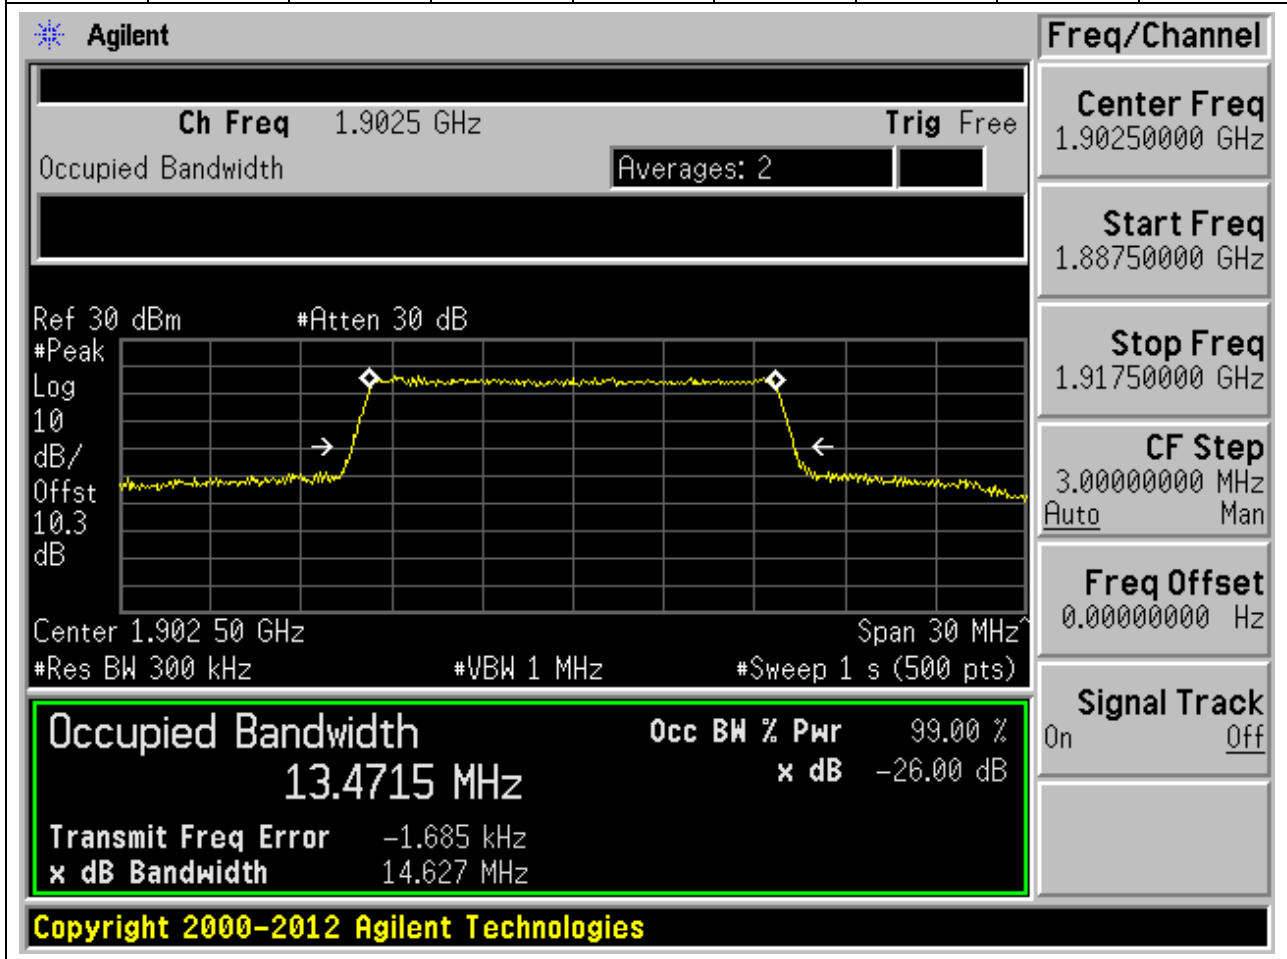 Agilent
Freq/Channel
Ch Freq 1.9025 GHz Trig Free
Occupied Bandwidth Averages: 2
Center Freq
1.90250000 GHz
Start Freq
1.88750000 GHz
Stop Freq
1.91750000 GHz
CF Step
3.00000000 MHz
Auto Man
Freq Offset
0.00000000 Hz
Signal Track
On Off
Ref 30 dBm #Atten 30 dB
#Peak
Log
10
dB/
Offst
10.3
dB
Center 1.902 50 GHz Span 30 MHz^
#Res BW 300 kHz #VBW 1 MHz #Sweep 1 s (500 pts)
Occupied Bandwidth Occ BW % Pwr 99.00 %
13.4715 MHz x dB -26.00 dB
Transmit Freq Error -1.685 kHz
x dB Bandwidth 14.627 MHz
Copyright 2000-2012 Agilent Technologies